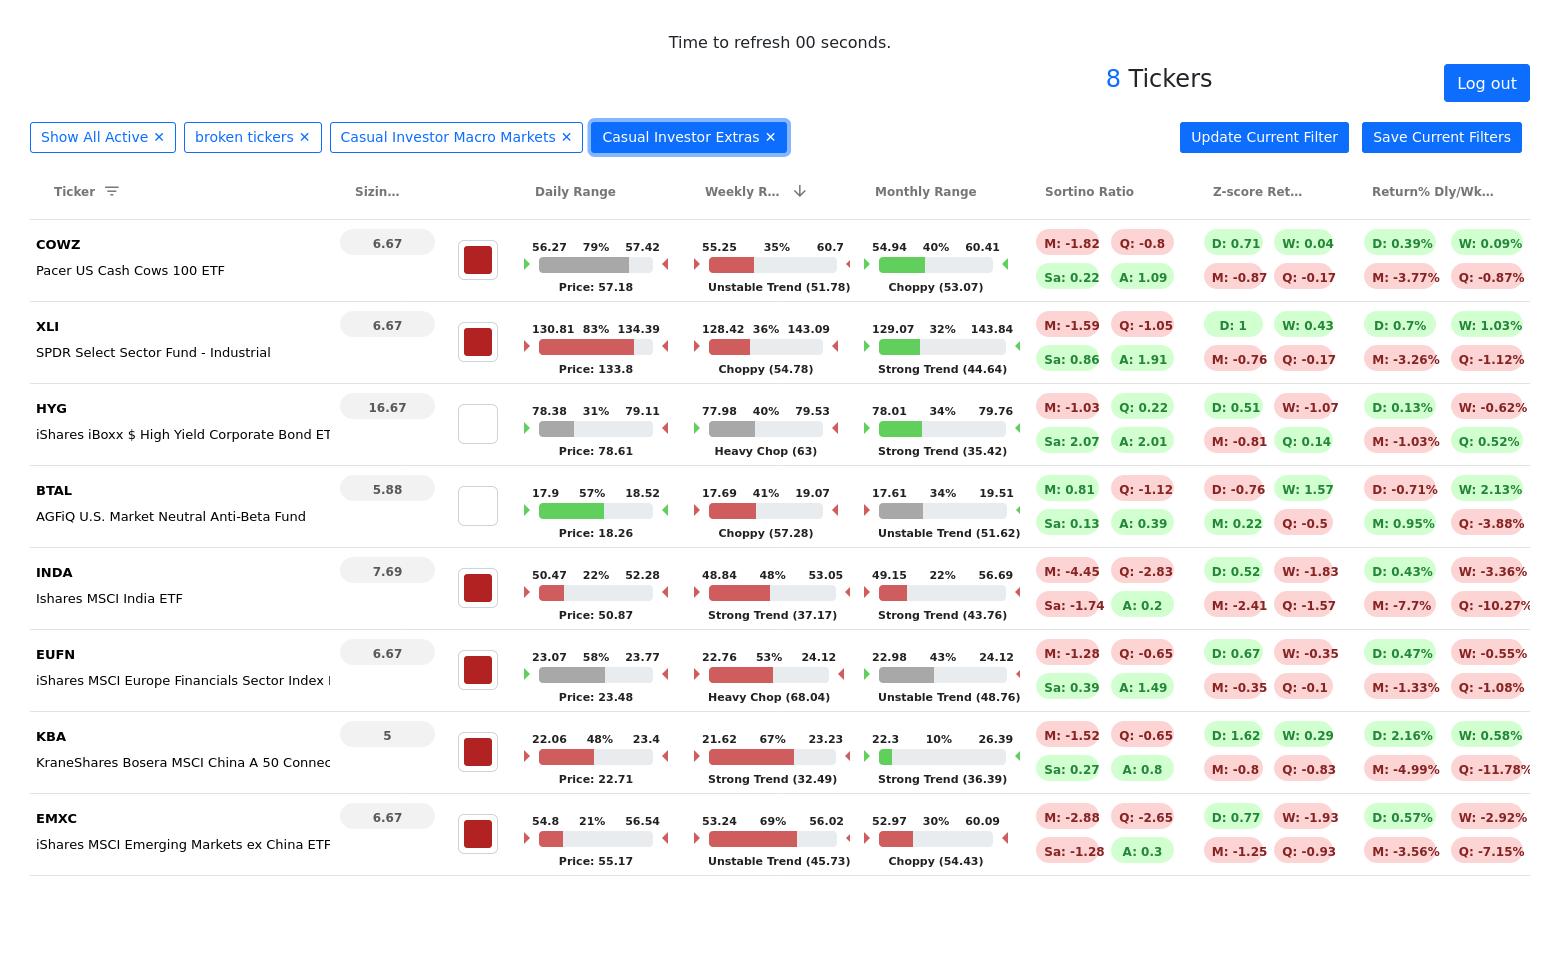 Time to refresh 00 seconds.
8 Tickers
Log out
Show All Active ✕ broken tickers ✕ Casual Investor Macro Markets ✕ Casual Investor Extras ✕ Update Current Filter Save Current Filters
Ticker Sizin… Daily Range Weekly R… Monthly Range Sortino Ratio Z-score Ret… Return% Dly/Wk…
COWZ 6.67 56.27 79% 57.42 55.25 35% 60.7 54.94 40% 60.41 M: -1.82 Q: -0.8 D: 0.71 W: 0.04 D: 0.39% W: 0.09%
Pacer US Cash Cows 100 ETF Price: 57.18 Unstable Trend (51.78) Choppy (53.07) Sa: 0.22 A: 1.09 M: -0.87 Q: -0.17 M: -3.77% Q: -0.87%
XLI 6.67 130.81 83% 134.39 128.42 36% 143.09 129.07 32% 143.84 M: -1.59 Q: -1.05 D: 1 W: 0.43 D: 0.7% W: 1.03%
SPDR Select Sector Fund - Industrial Price: 133.8 Choppy (54.78) Strong Trend (44.64) Sa: 0.86 A: 1.91 M: -0.76 Q: -0.17 M: -3.26% Q: -1.12%
HYG 16.67 78.38 31% 79.11 77.98 40% 79.53 78.01 34% 79.76 M: -1.03 Q: 0.22 D: 0.51 W: -1.07 D: 0.13% W: -0.62%
iShares iBoxx $ High Yield Corporate Bond ET Price: 78.61 Heavy Chop (63) Strong Trend (35.42) Sa: 2.07 A: 2.01 M: -0.81 Q: 0.14 M: -1.03% Q: 0.52%
BTAL 5.88 17.9 57% 18.52 17.69 41% 19.07 17.61 34% 19.51 M: 0.81 Q: -1.12 D: -0.76 W: 1.57 D: -0.71% W: 2.13%
AGFiQ U.S. Market Neutral Anti-Beta Fund Price: 18.26 Choppy (57.28) Unstable Trend (51.62) Sa: 0.13 A: 0.39 M: 0.22 Q: -0.5 M: 0.95% Q: -3.88%
INDA 7.69 50.47 22% 52.28 48.84 48% 53.05 49.15 22% 56.69 M: -4.45 Q: -2.83 D: 0.52 W: -1.83 D: 0.43% W: -3.36%
Ishares MSCI India ETF Price: 50.87 Strong Trend (37.17) Strong Trend (43.76) Sa: -1.74 A: 0.2 M: -2.41 Q: -1.57 M: -7.7% Q: -10.27%
EUFN 6.67 23.07 58% 23.77 22.76 53% 24.12 22.98 43% 24.12 M: -1.28 Q: -0.65 D: 0.67 W: -0.35 D: 0.47% W: -0.55%
iShares MSCI Europe Financials Sector Index Price: 23.48 Heavy Chop (68.04) Unstable Trend (48.76) Sa: 0.39 A: 1.49 M: -0.35 Q: -0.1 M: -1.33% Q: -1.08%
KBA 5 22.06 48% 23.4 21.62 67% 23.23 22.3 10% 26.39 M: -1.52 Q: -0.65 D: 1.62 W: 0.29 D: 2.16% W: 0.58%
KraneShares Bosera MSCI China A 50 Connec Price: 22.71 Strong Trend (32.49) Strong Trend (36.39) Sa: 0.27 A: 0.8 M: -0.8 Q: -0.83 M: -4.99% Q: -11.78%
EMXC 6.67 54.8 21% 56.54 53.24 69% 56.02 52.97 30% 60.09 M: -2.88 Q: -2.65 D: 0.77 W: -1.93 D: 0.57% W: -2.92%
iShares MSCI Emerging Markets ex China ETF Price: 55.17 Unstable Trend (45.73) Choppy (54.43) Sa: -1.28 A: 0.3 M: -1.25 Q: -0.93 M: -3.56% Q: -7.15%